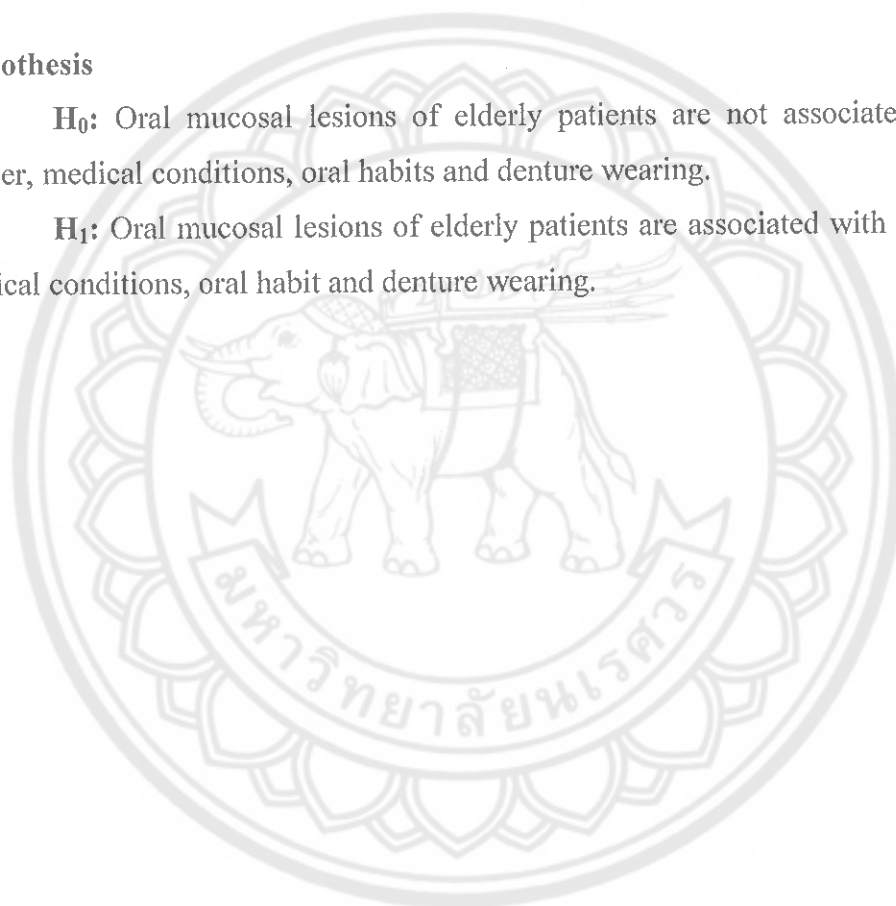 othesis
H₀: Oral mucosal lesions of elderly patients are not associate
er, medical conditions, oral habits and denture wearing.
H₁: Oral mucosal lesions of elderly patients are associated with
ical conditions, oral habit and denture wearing.
มหาวิทยาลัยนเรศวร